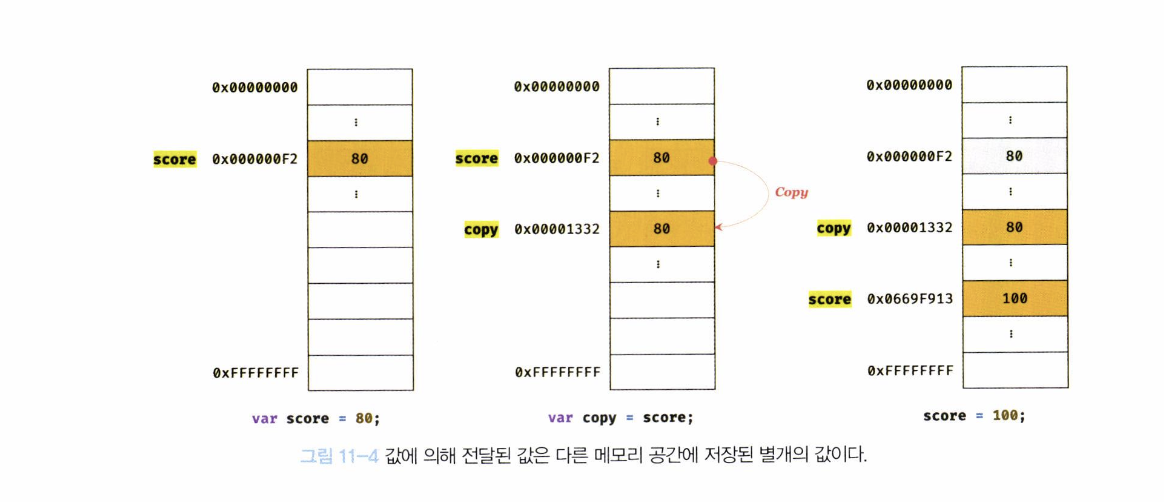 0x00000000
⋮
score 0x000000F2 80
⋮
0xFFFFFFFF
var score = 80;
0x00000000
⋮
score 0x000000F2 80
⋮
Copy
copy 0x00001332 80
⋮
0xFFFFFFFF
var copy = score;
0x00000000
⋮
0x000000F2 80
⋮
copy 0x00001332 80
⋮
score 0x0669F913 100
⋮
0xFFFFFFFF
score = 100;
그림 11-4 값에 의해 전달된 값은 다른 메모리 공간에 저장된 별개의 값이다.